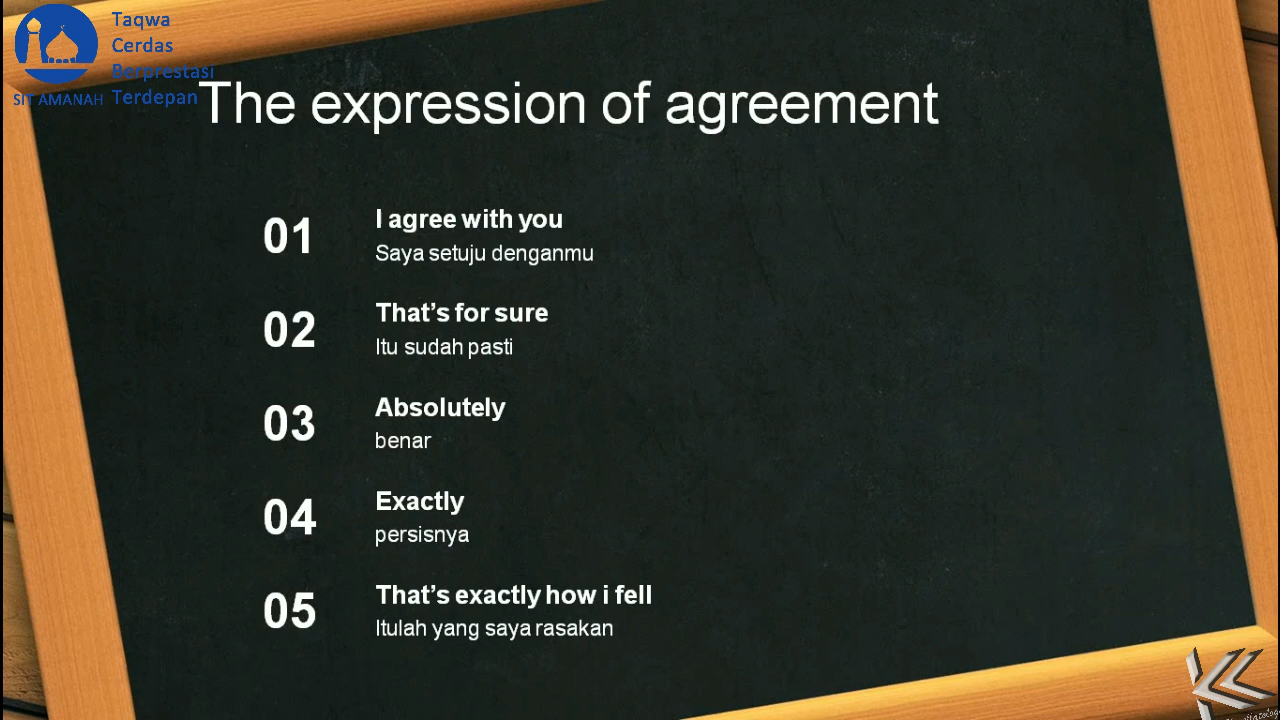 Taqwa
Cerdas
Berprestasi
Terdepan
SIT AMANAH
The expression of agreement
01
I agree with you
Saya setuju denganmu
02
That's for sure
Itu sudah pasti
03
Absolutely
benar
04
Exactly
persisnya
05
That's exactly how i fell
Itulah yang saya rasakan